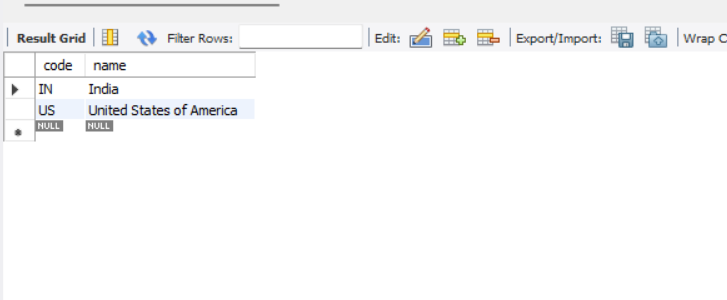 Result Grid Filter Rows: Edit: Export/Import: Wrap C
code name
IN India
US United States of America
NULL NULL